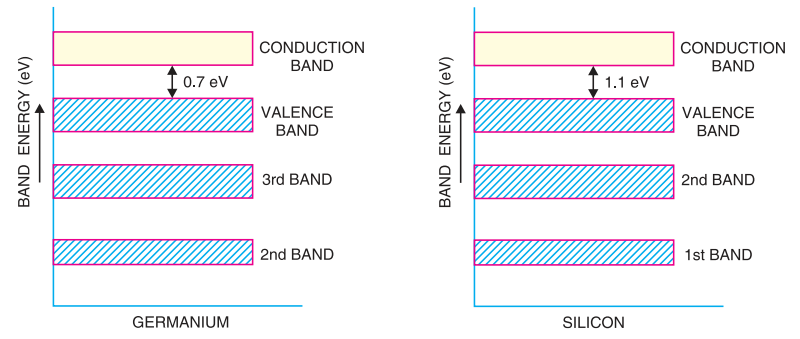 BAND ENERGY (eV)
CONDUCTION
BAND
0.7 eV
VALENCE
BAND
3rd BAND
2nd BAND
GERMANIUM
BAND ENERGY (eV)
CONDUCTION
BAND
1.1 eV
VALENCE
BAND
2nd BAND
1st BAND
SILICON